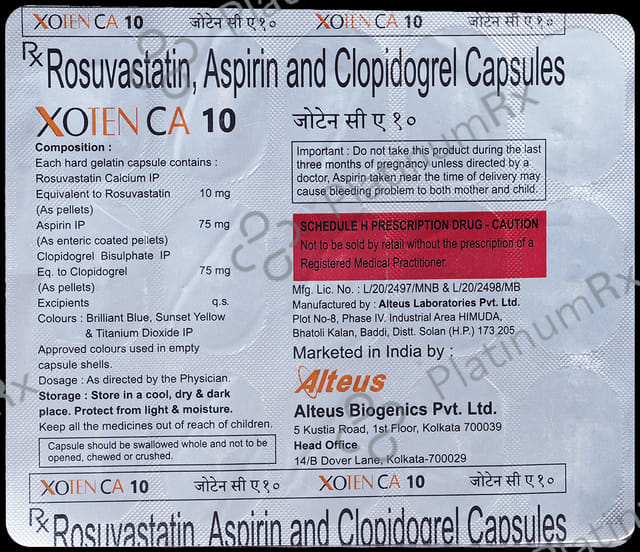 XOTEN CA 10 जोटेन सी ए १० XOTEN CA 10 जोटेन सी ए १०
Rx Rosuvastatin, Aspirin and Clopidogrel Capsules
XOTEN CA 10 जोटेन सी ए १०
Composition :
Each hard gelatin capsule contains :
Rosuvastatin Calcium IP
Equivalent to Rosuvastatin 10 mg
(As pellets)
Aspirin IP 75 mg
(As enteric coated pellets)
Clopidogrel Bisulphate IP
Eq. to Clopidogrel 75 mg
(As pellets)
Excipients q.s.
Colours : Brilliant Blue, Sunset Yellow
& Titanium Dioxide IP
Approved colours used in empty
capsule shells.
Dosage : As directed by the Physician.
Storage : Store in a cool, dry & dark
place. Protect from light & moisture.
Keep all the medicines out of reach of children.
Capsule should be swallowed whole and not to be
opened, chewed or crushed.
Important : Do not take this product during the last
three months of pregnancy unless directed by a
doctor, Aspirin taken near the time of delivery may
cause bleeding problem to both mother and child.
SCHEDULE H PRESCRIPTION DRUG - CAUTION
Not to be sold by retail without the prescription of a
Registered Medical Practitioner.
Mfg. Lic. No. : L/20/2497/MNB & L/20/2498/MB
Manufactured by : Alteus Laboratories Pvt. Ltd.
Plot No-8, Phase IV. Industrial Area HIMUDA,
Bhatoli Kalan, Baddi, Distt. Solan (H.P.) 173 205
Marketed in India by :
Alteus
Alteus Biogenics Pvt. Ltd.
5 Kustia Road, 1st Floor, Kolkata 700039
Head Office
14/B Dover Lane, Kolkata-700029
XOTEN CA 10 जोटेन सी ए १० XOTEN CA 10 जोटेन सी ए १०
Rx Rosuvastatin, Aspirin and Clopidogrel Capsules
PlatinumRx
PlatinumRx
PlatinumRx